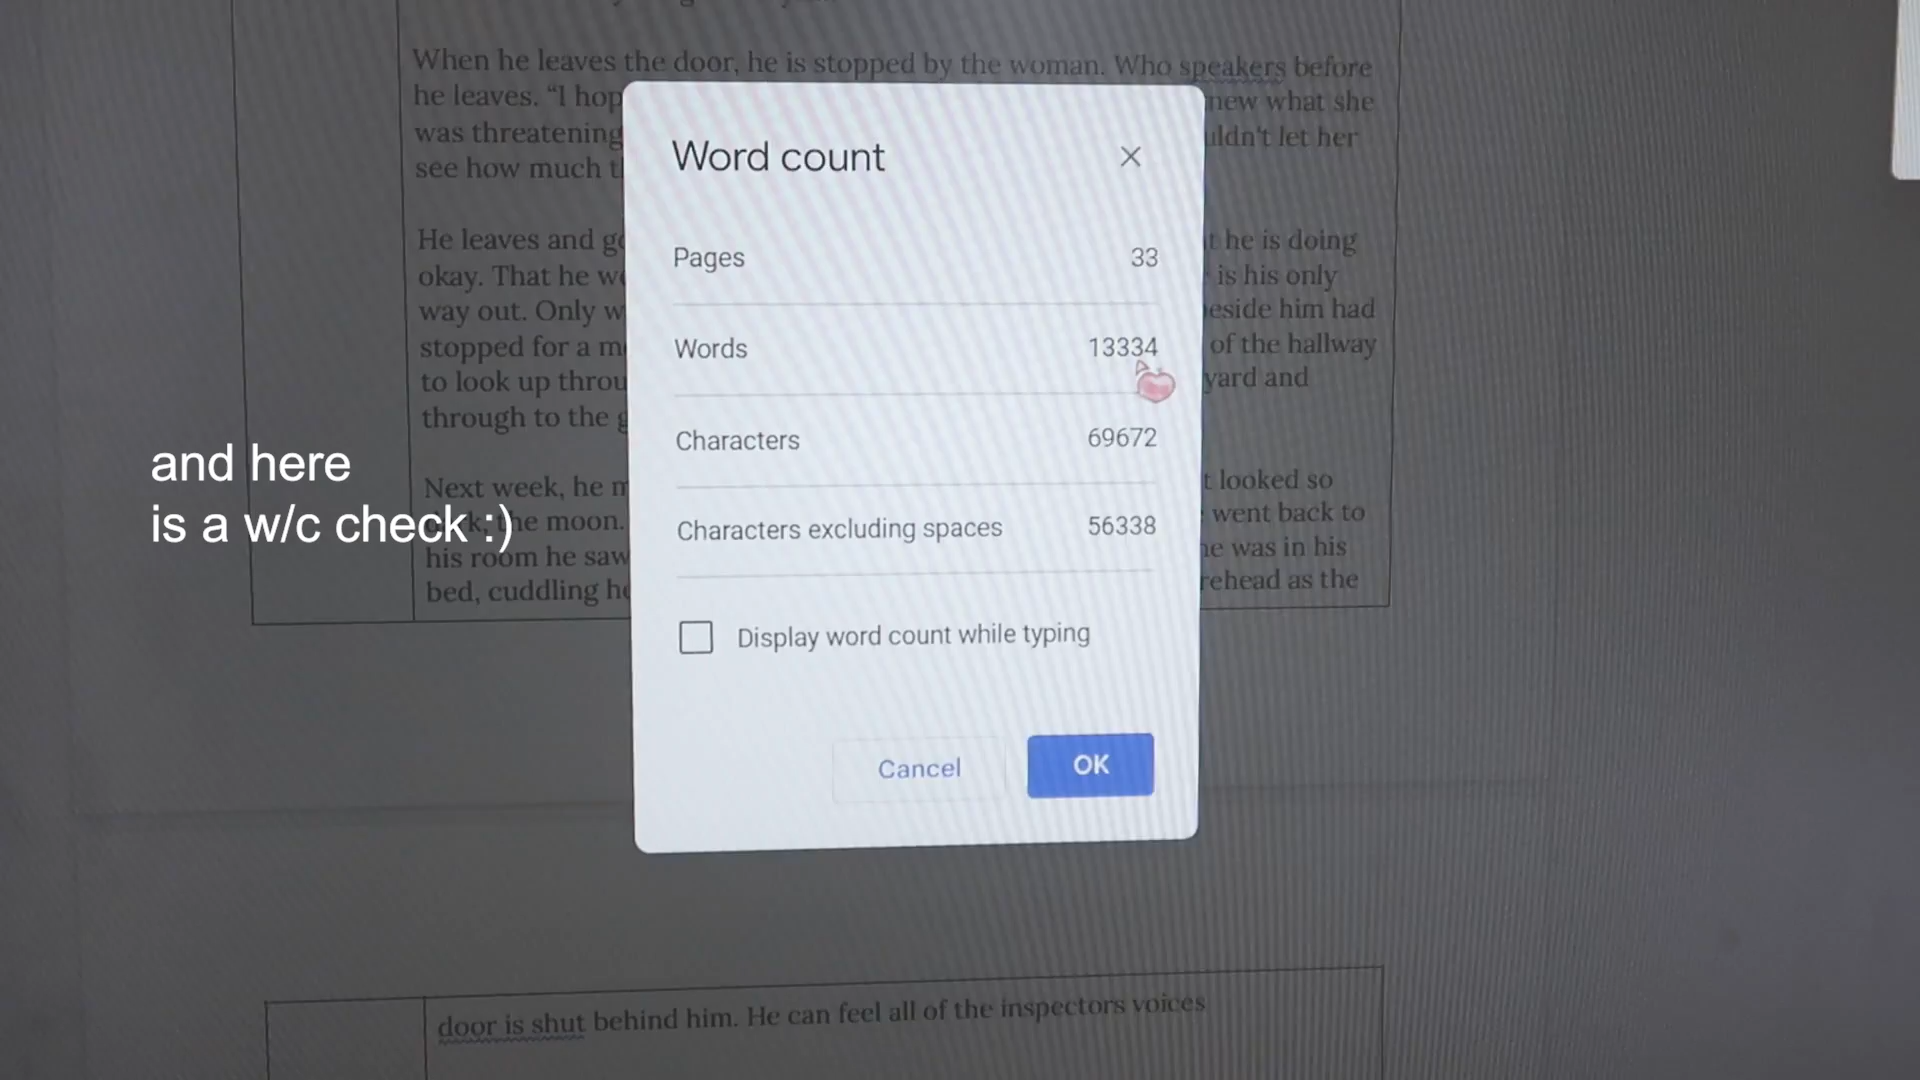 When he leaves the door, he is stopped by the woman. Who speakers before
he leaves. “I hop
new what she
was threatening
uldn't let her
see how much t
Word count
Pages 33
Words 13334
Characters 69672
Characters excluding spaces 56338
Display word count while typing
Cancel OK
He leaves and go
t he is doing
okay. That he we
is his only
way out. Only w
eside him had
stopped for a m
of the hallway
to look up throu
yard and
through to the g
and here
is a w/c check :)
Next week, he m
t looked so
the moon.
went back to
his room he saw
he was in his
bed, cuddling he
rehead as the
door is shut behind him. He can feel all of the inspectors voices